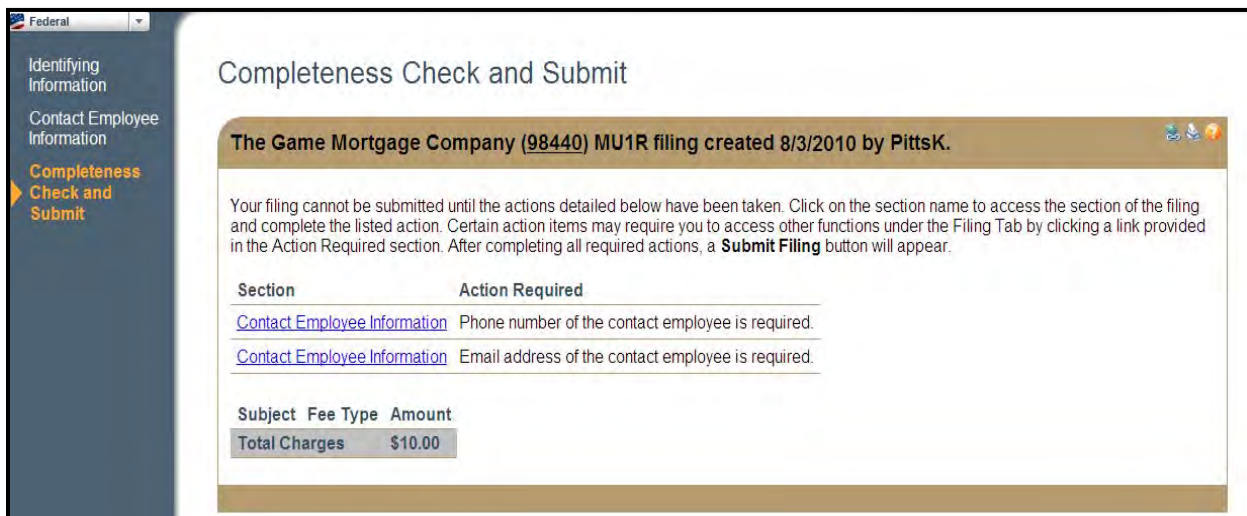 Federal
Identifying
Information
Contact Employee
Information
Completeness
Check and
Submit
Completeness Check and Submit
The Game Mortgage Company (98440) MU1R filing created 8/3/2010 by PittsK.
Your filing cannot be submitted until the actions detailed below have been taken. Click on the section name to access the section of the filing
and complete the listed action. Certain action items may require you to access other functions under the Filing Tab by clicking a link provided
in the Action Required section. After completing all required actions, a Submit Filing button will appear.
Section Action Required
Contact Employee Information Phone number of the contact employee is required.
Contact Employee Information Email address of the contact employee is required.
Subject Fee Type Amount
Total Charges $10.00